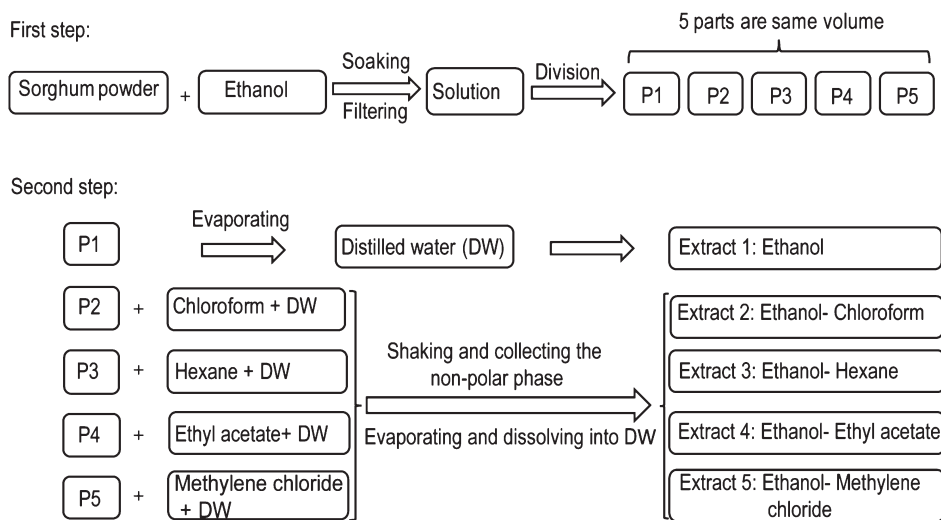 First step:
5 parts are same volume
Sorghum powder + Ethanol Soaking Filtering Solution Division P1 P2 P3 P4 P5
Second step:
P1 Evaporating Distilled water (DW) Extract 1: Ethanol
P2 + Chloroform + DW
P3 + Hexane + DW
P4 + Ethyl acetate+ DW
P5 + Methylene chloride
+ DW
Shaking and collecting the
non-polar phase
Evaporating and dissolving into DW
Extract 2: Ethanol- Chloroform
Extract 3: Ethanol- Hexane
Extract 4: Ethanol- Ethyl acetate
Extract 5: Ethanol- Methylene
chloride